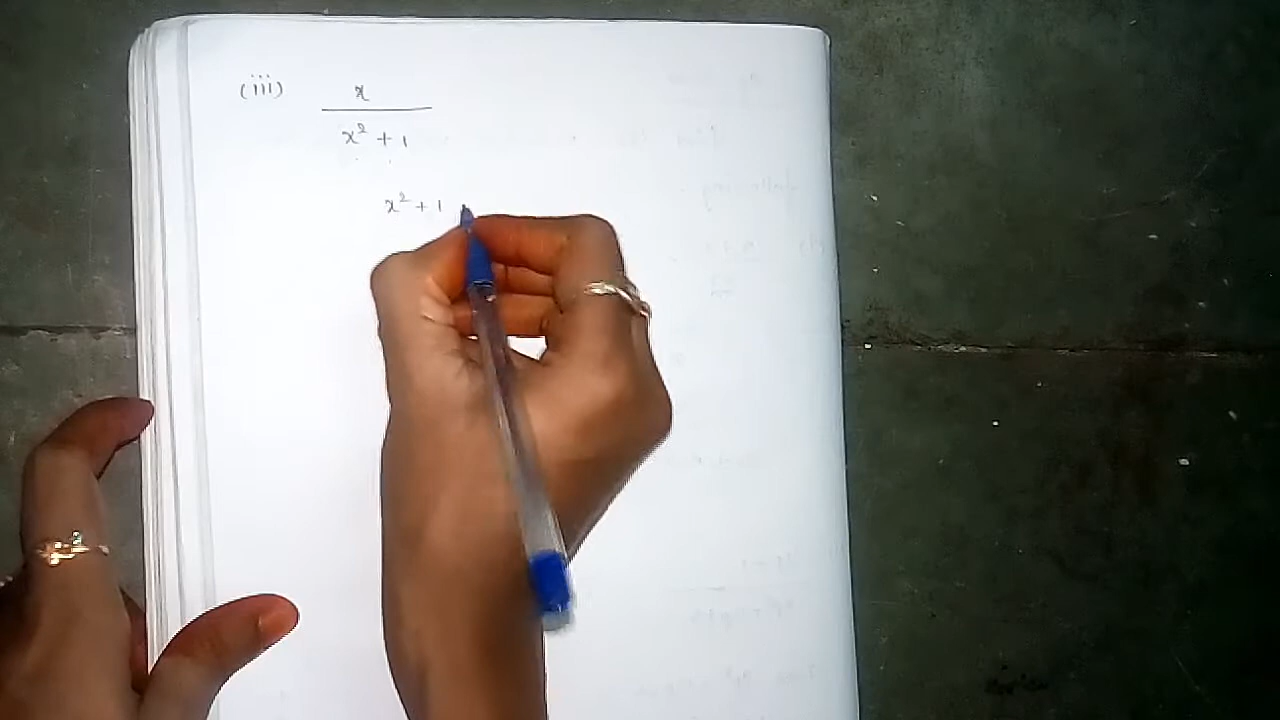 (iii) x
x² + 1
x² + 1